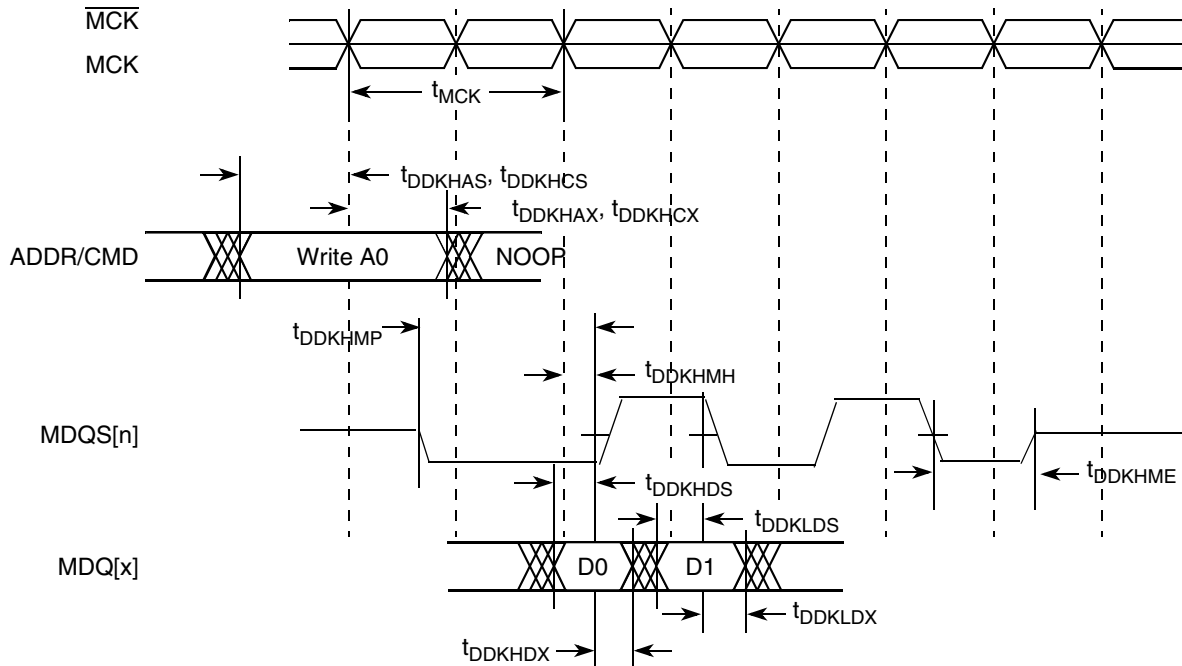 MCK
MCK
tMCK
tDDKHAS, tDDKHCS
tDDKHAX, tDDKHCX
ADDR/CMD
Write A0
NOOP
tDDKHMP
tDDKHMH
MDQS[n]
tDDKHDS
tDDKHME
tDDKLDS
MDQ[x]
D0
D1
tDDKLDX
tDDKHDX